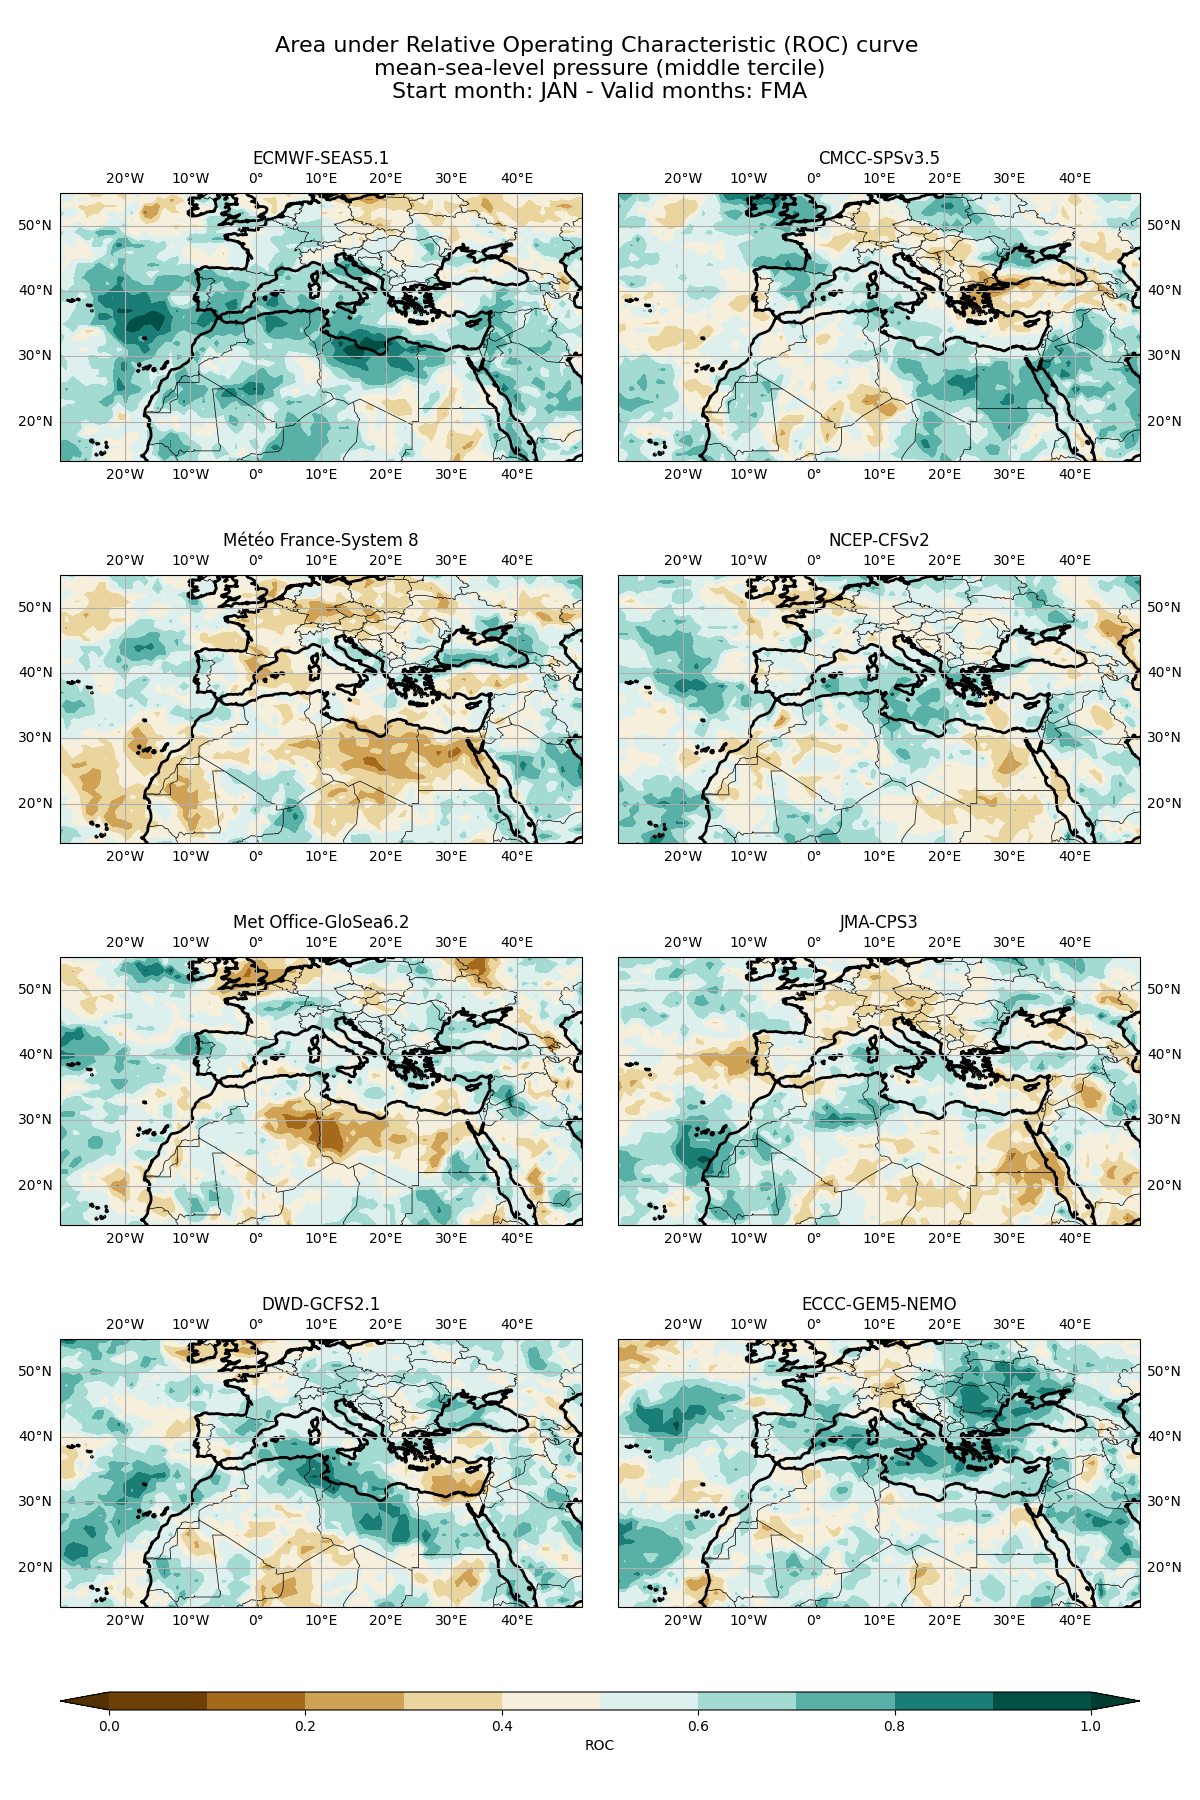 Area under Relative Operating Characteristic (ROC) curve
mean-sea-level pressure (middle tercile)
Start month: JAN - Valid months: FMA
ECMWF-SEAS5.1
CMCC-SPSv3.5
20°W 10°W 0° 10°E 20°E 30°E 40°E
20°W 10°W 0° 10°E 20°E 30°E 40°E
50°N
50°N
40°N
40°N
30°N
30°N
20°N
20°N
20°W 10°W 0° 10°E 20°E 30°E 40°E
20°W 10°W 0° 10°E 20°E 30°E 40°E
Météo France-System 8
NCEP-CFSv2
20°W 10°W 0° 10°E 20°E 30°E 40°E
20°W 10°W 0° 10°E 20°E 30°E 40°E
50°N
50°N
40°N
40°N
30°N
30°N
20°N
20°N
20°W 10°W 0° 10°E 20°E 30°E 40°E
20°W 10°W 0° 10°E 20°E 30°E 40°E
Met Office-GloSea6.2
JMA-CPS3
20°W 10°W 0° 10°E 20°E 30°E 40°E
20°W 10°W 0° 10°E 20°E 30°E 40°E
50°N
50°N
40°N
40°N
30°N
30°N
20°N
20°N
20°W 10°W 0° 10°E 20°E 30°E 40°E
20°W 10°W 0° 10°E 20°E 30°E 40°E
DWD-GCFS2.1
ECCC-GEM5-NEMO
20°W 10°W 0° 10°E 20°E 30°E 40°E
20°W 10°W 0° 10°E 20°E 30°E 40°E
50°N
50°N
40°N
40°N
30°N
30°N
20°N
20°N
20°W 10°W 0° 10°E 20°E 30°E 40°E
20°W 10°W 0° 10°E 20°E 30°E 40°E
0.0 0.2 0.4 0.6 0.8 1.0
ROC